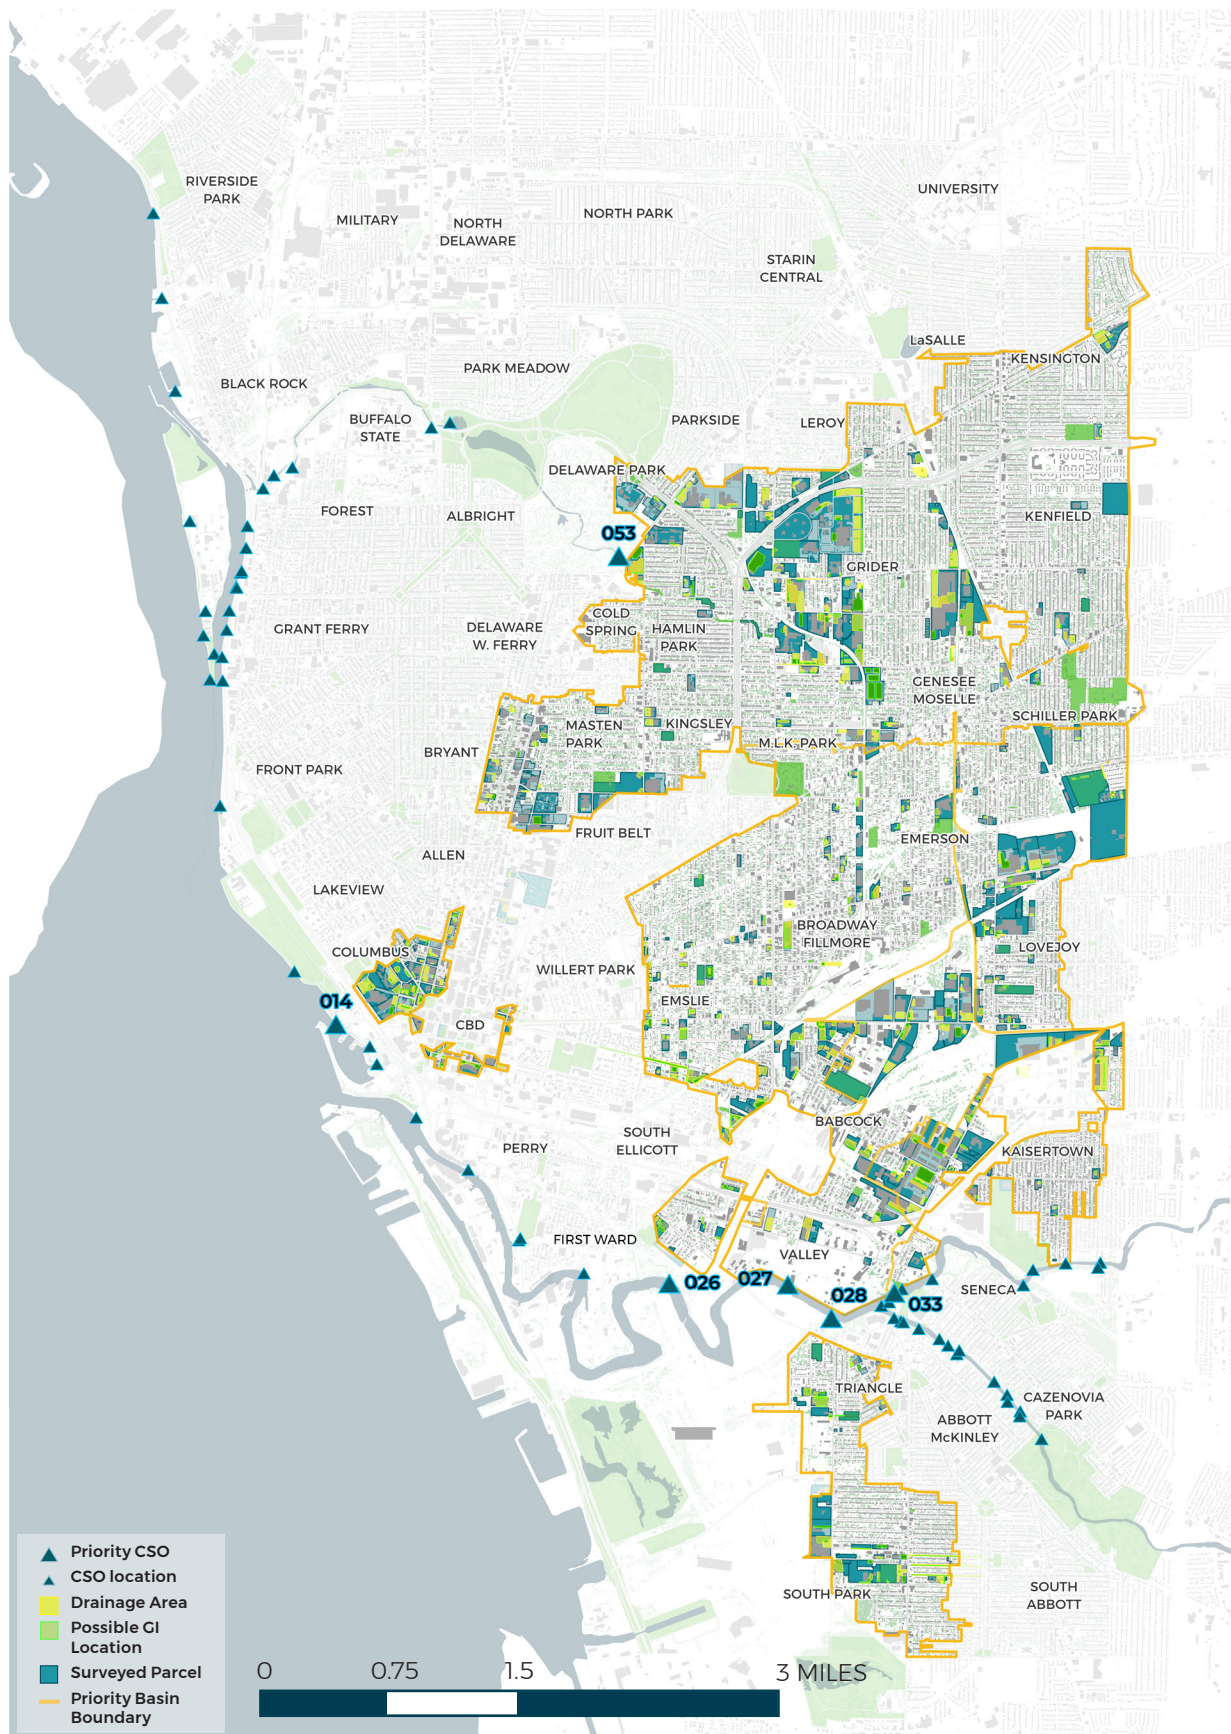 RIVERSIDE
PARK
UNIVERSITY
MILITARY
NORTH
DELAWARE
NORTH PARK
STARIN
CENTRAL
LaSALLE
KENSINGTON
PARK MEADOW
BLACK ROCK
BUFFALO
STATE
PARKSIDE
LEROY
DELAWARE PARK
FOREST
ALBRIGHT
KENFIELD
053
GRIDER
COLD
SPRING
GRANT FERRY
DELAWARE
W. FERRY
HAMLIN
PARK
GENESEE
MOSELLE
SCHILLER PARK
MASTEN
PARK
KINGSLEY
M.L.K. PARK
BRYANT
FRONT PARK
FRUIT BELT
EMERSON
ALLEN
LAKEVIEW
BROADWAY
FILLMORE
LOVEJOY
COLUMBUS
WILLERT PARK
014
EMSLIE
CBD
BABCOCK
PERRY
SOUTH
ELLICOTT
KAISERTOWN
FIRST WARD
VALLEY
026
027
028
033
SENECA
TRIANGLE
CAZENOVIA
PARK
ABBOTT
McKINLEY
SOUTH PARK
SOUTH
ABBOTT
Priority CSO
CSO location
Drainage Area
Possible GI
Location
Surveyed Parcel
Priority Basin
Boundary
0 0.75 1.5 3 MILES